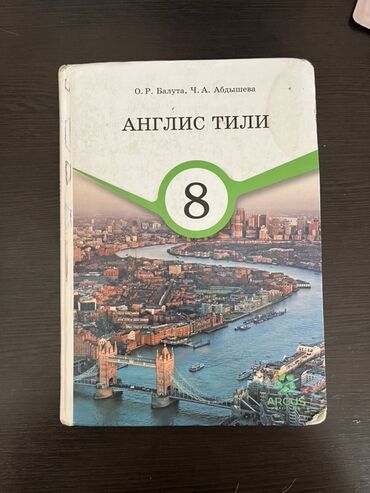 О. Р. Балута, Ч. А. Абдышева
АНГЛИС ТИЛИ
8
ARCUS